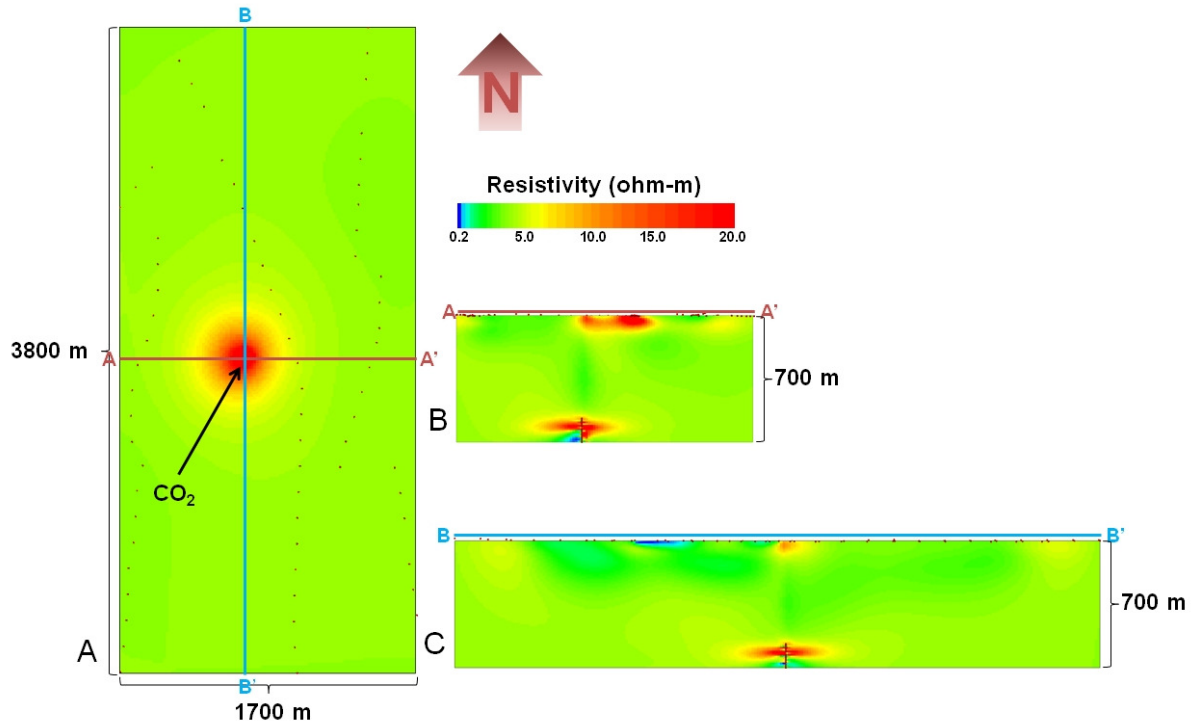 B
N
Resistivity (ohm-m)
0.2 5.0 10.0 15.0 20.0
3800 m
A A'
CO₂
A
B'
1700 m
A A'
700 m
B
B B'
700 m
C